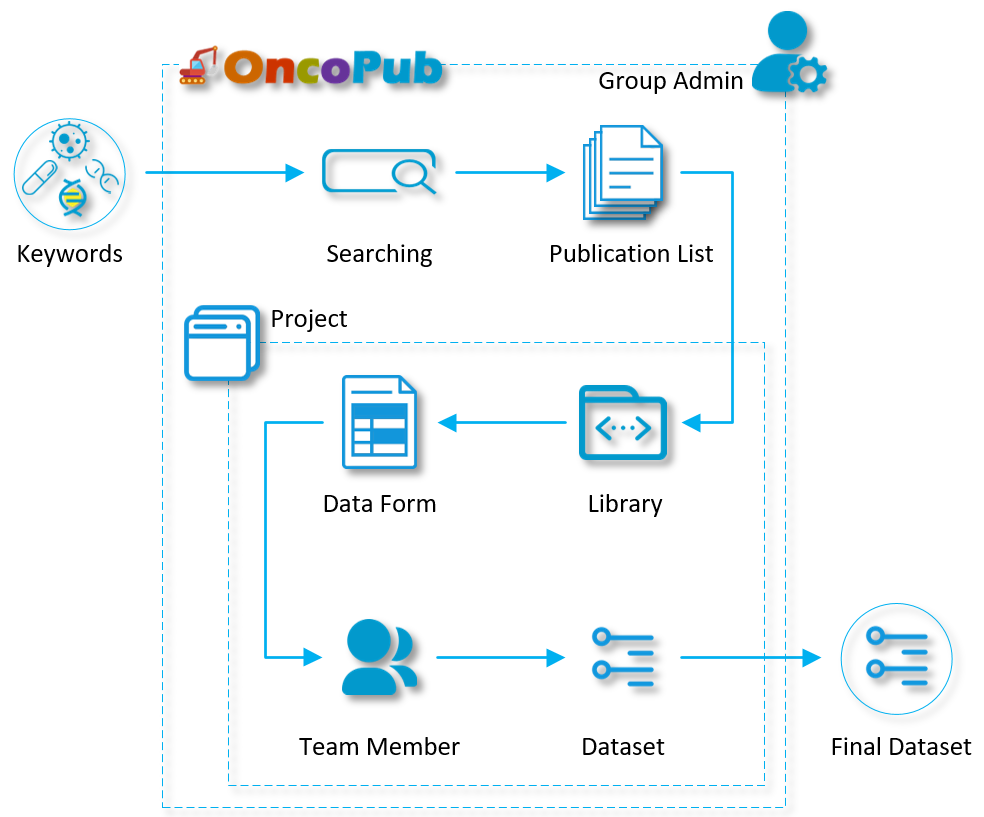 OncoPub
Group Admin
Keywords
Searching
Publication List
Project
Data Form
Library
Team Member
Dataset
Final Dataset